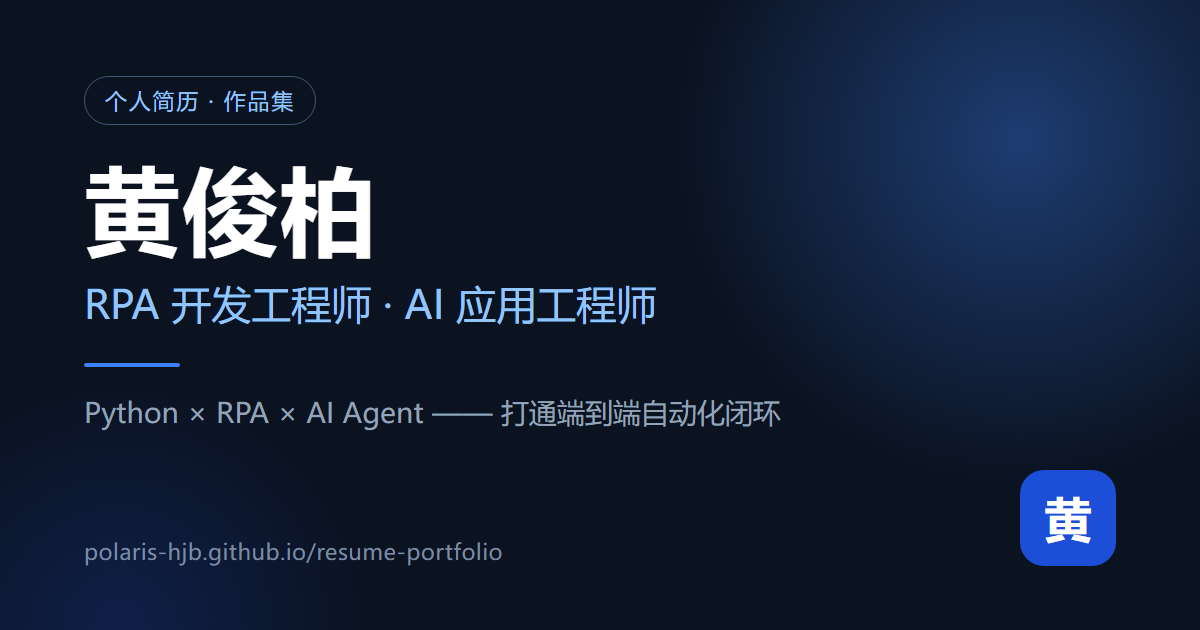 个人简历 · 作品集
黄俊柏
RPA 开发工程师 · AI 应用工程师
Python × RPA × AI Agent —— 打通端到端自动化闭环
polaris-hjb.github.io/resume-portfolio
黄